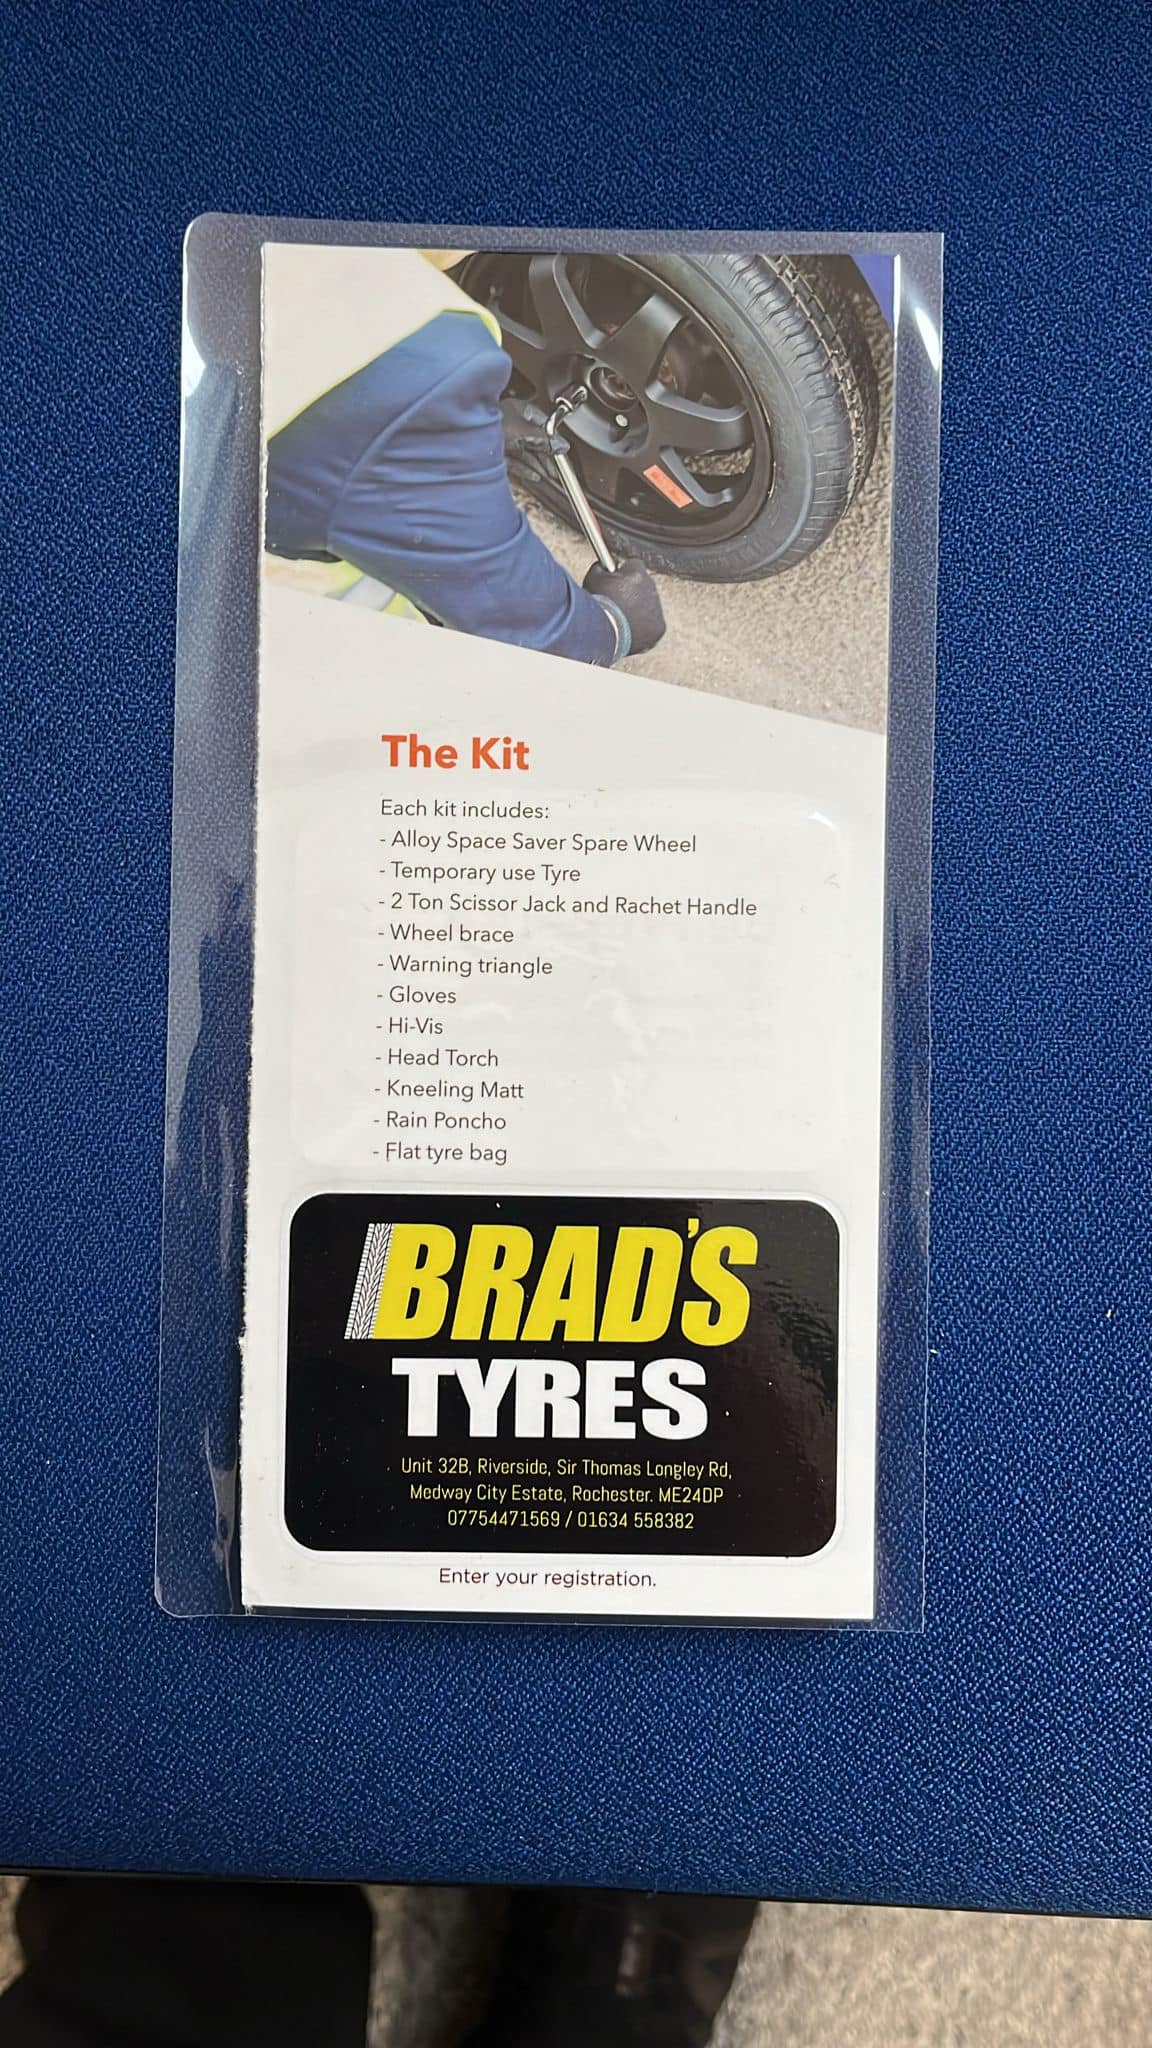 The Kit
Each kit includes:
- Alloy Space Saver Spare Wheel
- Temporary use Tyre
- 2 Ton Scissor Jack and Rachet Handle
- Wheel brace
- Warning triangle
- Gloves
- Hi-Vis
- Head Torch
- Kneeling Matt
- Rain Poncho
- Flat tyre bag
BRAD'S
TYRES
Unit 32B, Riverside, Sir Thomas Longley Rd,
Medway City Estate, Rochester. ME24DP
07754471569 / 01634 558382
Enter your registration.